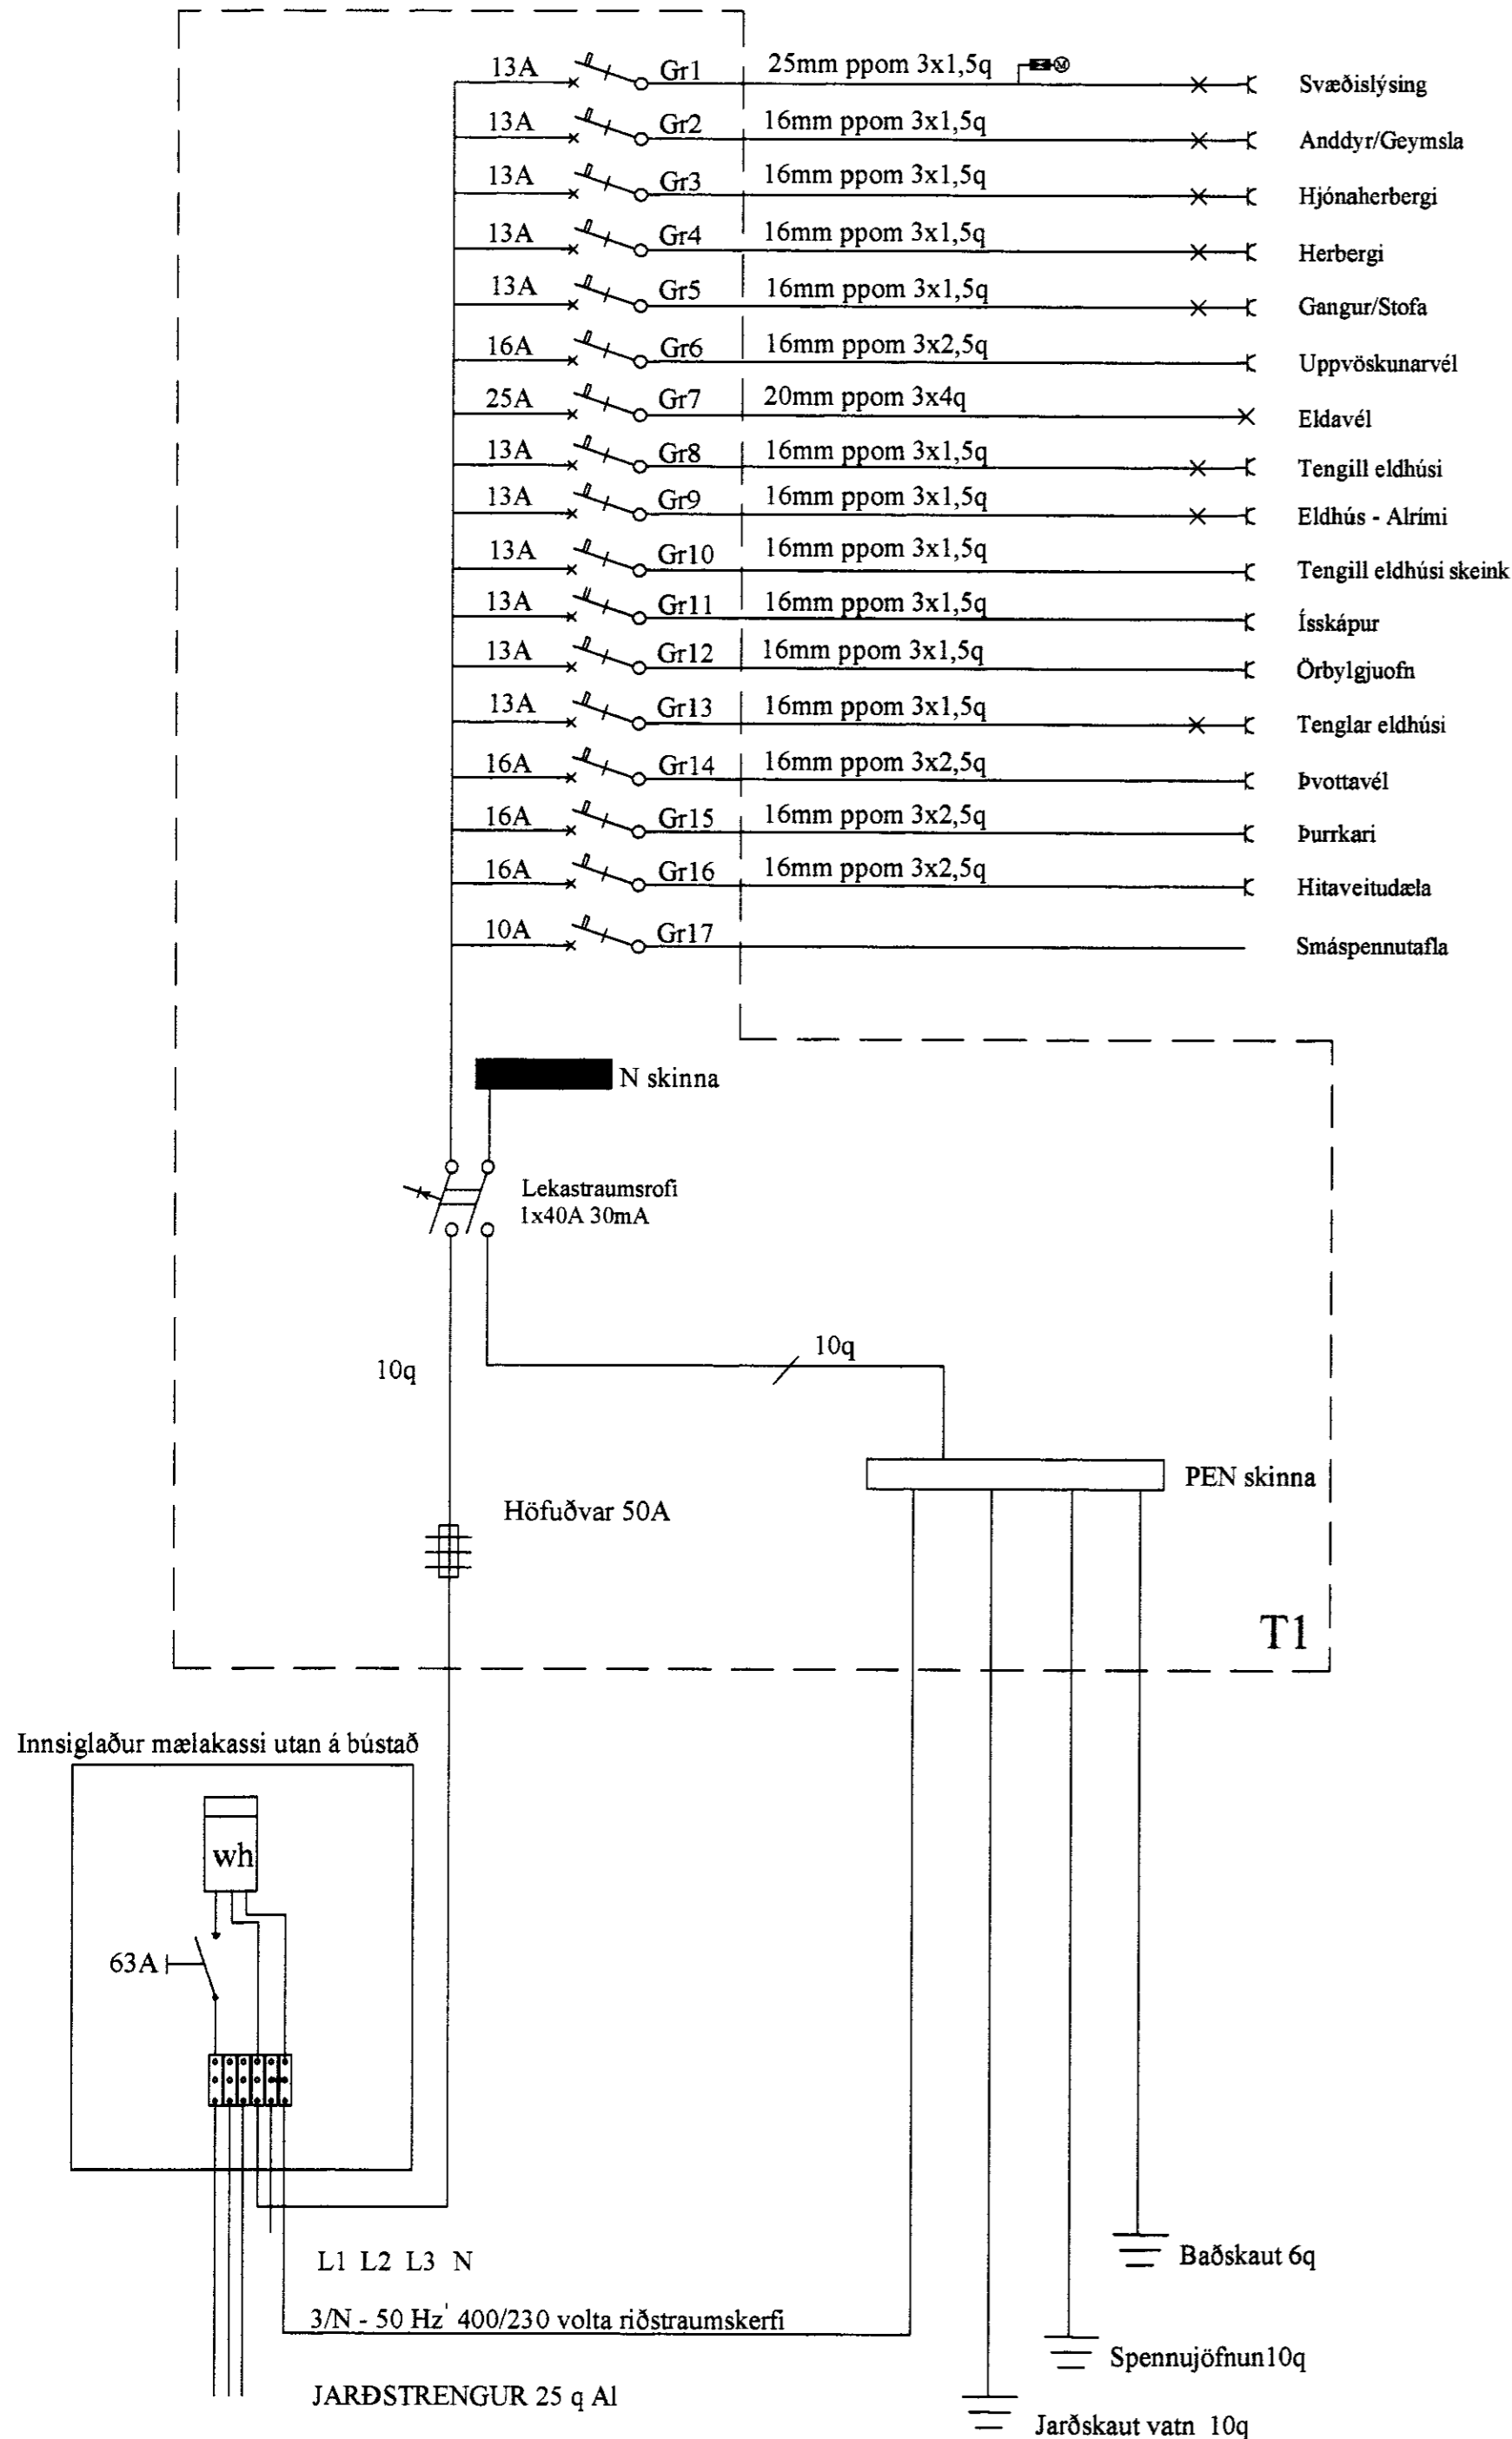 13A Gr1 25mm ppom 3x1,5q M Svæðislýsing
13A Gr2 16mm ppom 3x1,5q Anddyr/Geymsla
13A Gr3 16mm ppom 3x1,5q Hjónaherbergi
13A Gr4 16mm ppom 3x1,5q Herbergi
13A Gr5 16mm ppom 3x1,5q Gangur/Stofa
16A Gr6 16mm ppom 3x2,5q Uppvöskunarvél
25A Gr7 20mm ppom 3x4q Eldavél
13A Gr8 16mm ppom 3x1,5q Tengill eldhúsi
13A Gr9 16mm ppom 3x1,5q Eldhús - Alrími
13A Gr10 16mm ppom 3x1,5q Tengill eldhúsi skeink
13A Gr11 16mm ppom 3x1,5q Ísskápur
13A Gr12 16mm ppom 3x1,5q Örbylgjuofn
13A Gr13 16mm ppom 3x1,5q Tenglar eldhúsi
16A Gr14 16mm ppom 3x2,5q Þvottavél
16A Gr15 16mm ppom 3x2,5q Þurrkari
16A Gr16 16mm ppom 3x2,5q Hitaveitudæla
10A Gr17 Smáspennutafla
N skinna
Lekastraumsrofi
1x40A 30mA
10q
10q
PEN skinna
Höfuðvar 50A
T1
Innsiglaður mælakassi utan á bústað
wh
63A
L1 L2 L3 N
3/N - 50 Hz 400/230 volta riðstraumskerfi
JARÐSTRENGUR 25 q Al
Baðskaut 6q
Spennujöfnun10q
Jarðskaut vatn 10q